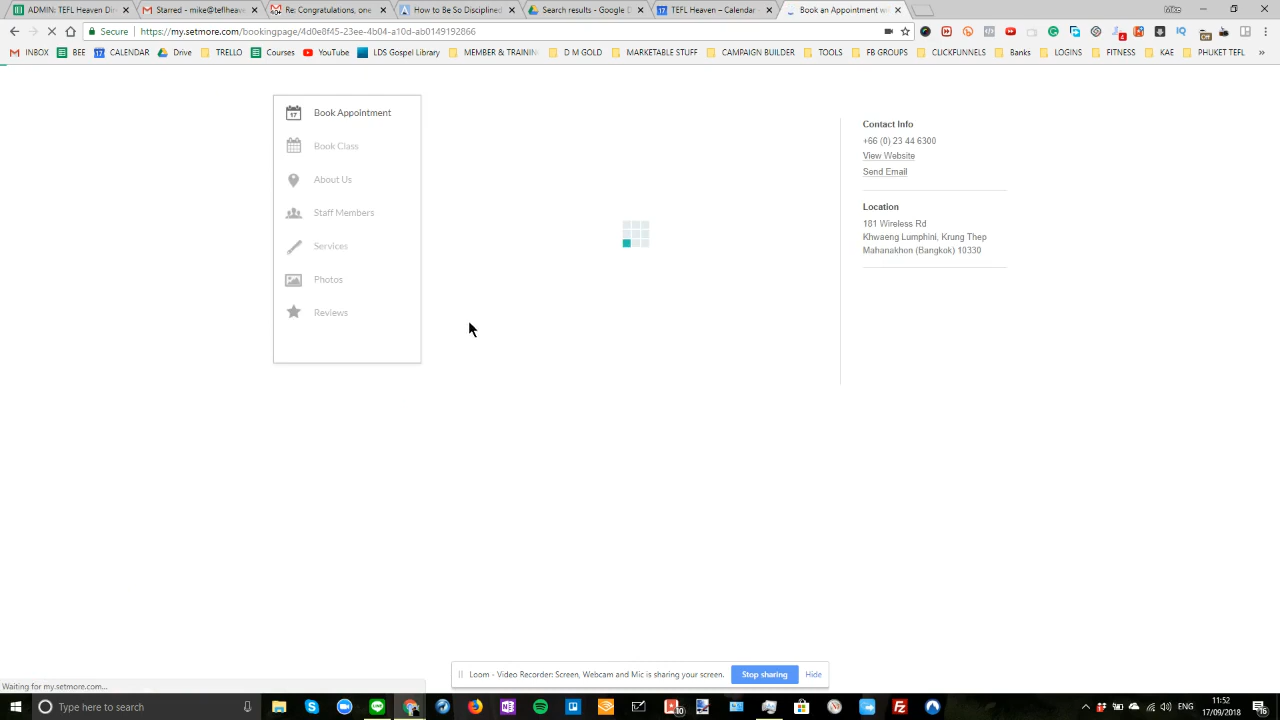 ADMIN: TEFL Heaven Dir
Starred - mike@teflheave
Re: Congratulations, one
How to Be So Disciplined
Search results - Google D
TEFL Heaven – Calendar
Book an Appointment wi
Secure
https://my.setmore.com/bookingpage/4d0e8f45-23ee-4b04-a10d-ab0149192866
INBOX
BEE
CALENDAR
Drive
TRELLO
Courses
YouTube
LDS Gospel Library
MEMBER & TRAINING
D M GOLD
MARKETABLE STUFF
CAMPAIGN BUILDER
TOOLS
FB GROUPS
CLICKFUNNELS
Banks
LOGINS
FITNESS
KAE
PHUKET TEFL
Book Appointment
Book Class
About Us
Staff Members
Services
Photos
Reviews
Contact Info
+66 (0) 23 44 6300
View Website
Send Email
Location
181 Wireless Rd
Khwaeng Lumphini, Krung Thep
Mahanakhon (Bangkok) 10330
Loom - Video Recorder: Screen, Webcam and Mic is sharing your screen.
Stop sharing
Hide
Waiting for my.setmore.com...
Type here to search
ENG
11:52
17/09/2018